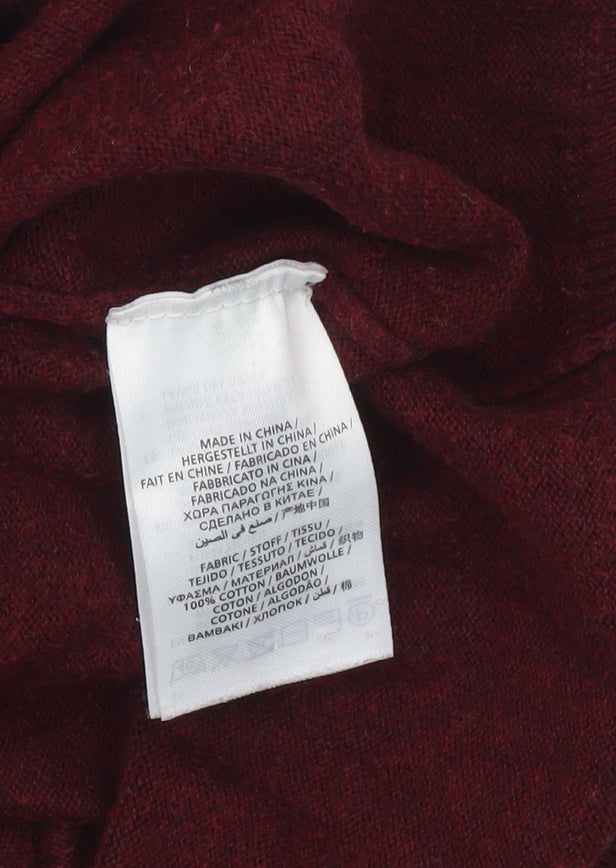 MADE IN CHINA /
HERGESTELLT IN CHINA /
FAIT EN CHINE / FABRICADO EN CHINA /
FABBRICATO IN CINA /
FABRICADO NA CHINA /
ΧΩΡΑ ΠΑΡΑΓΩΓΗΣ ΚΙΝΑ /
СДЕЛАНО В КИТАЕ /
صنع في الصين / 产地中国
FABRIC / STOFF / TISSU /
TEJIDO / TESSUTO / TECIDO /
ΥΦΑΣΜΑ / МАТЕРИАЛ / قماش / 织物
100% COTTON / BAUMWOLLE /
COTON / ALGODON /
COTONE / ALGODÃO /
ΒΑΜΒΑΚΙ / ХЛОПОК / قطن / 棉